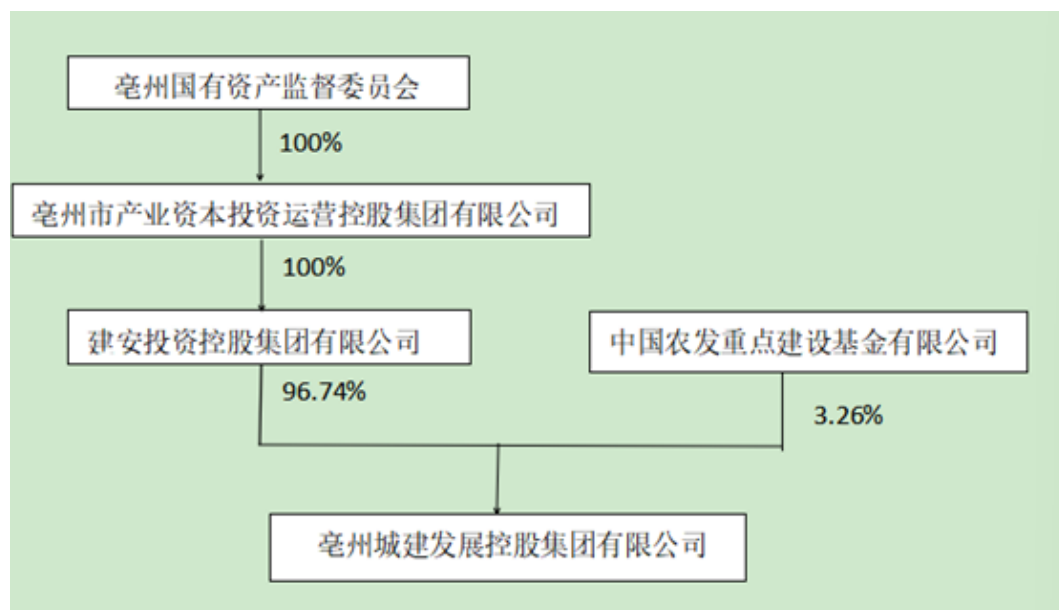 亳州国有资产监督委员会
100%
亳州市产业资本投资运营控股集团有限公司
100%
建安投资控股集团有限公司
中国农发重点建设基金有限公司
96.74%
3.26%
亳州城建发展控股集团有限公司